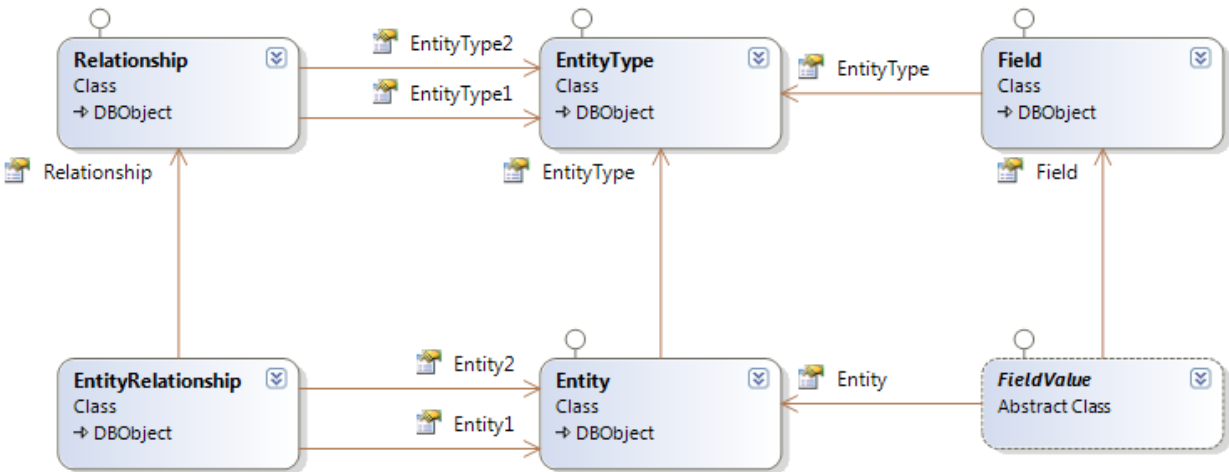 Relationship
Class
DBObject
EntityType2
EntityType1
EntityType
Class
DBObject
EntityType
Field
Class
DBObject
Relationship
EntityType
Field
EntityRelationship
Class
DBObject
Entity2
Entity1
Entity
Class
DBObject
Entity
FieldValue
Abstract Class